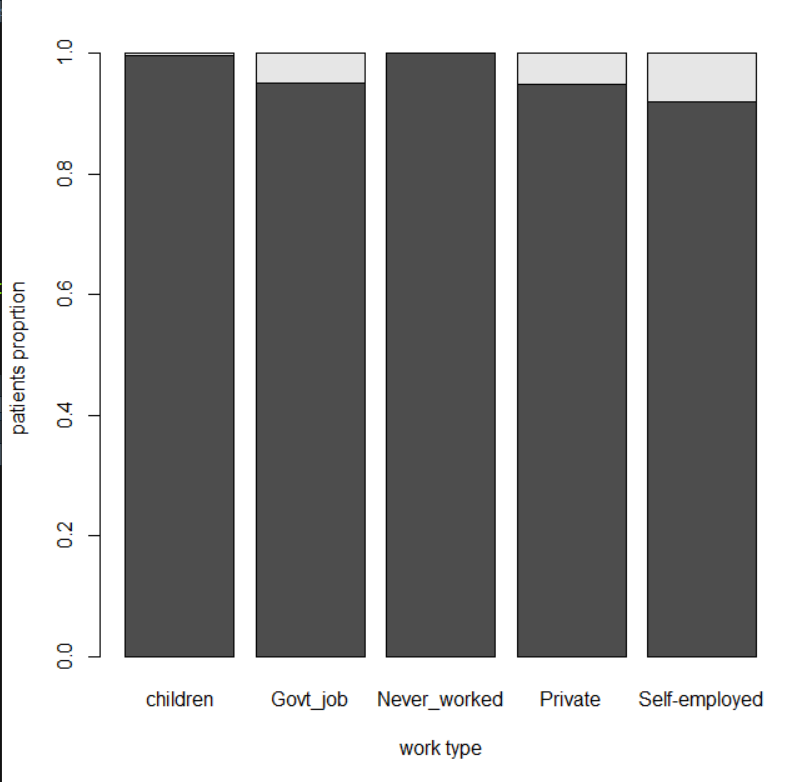 1.0
0.8
0.6
0.4
0.2
0.0
patients proprtion
children Govt_job Never_worked Private Self-employed
work type